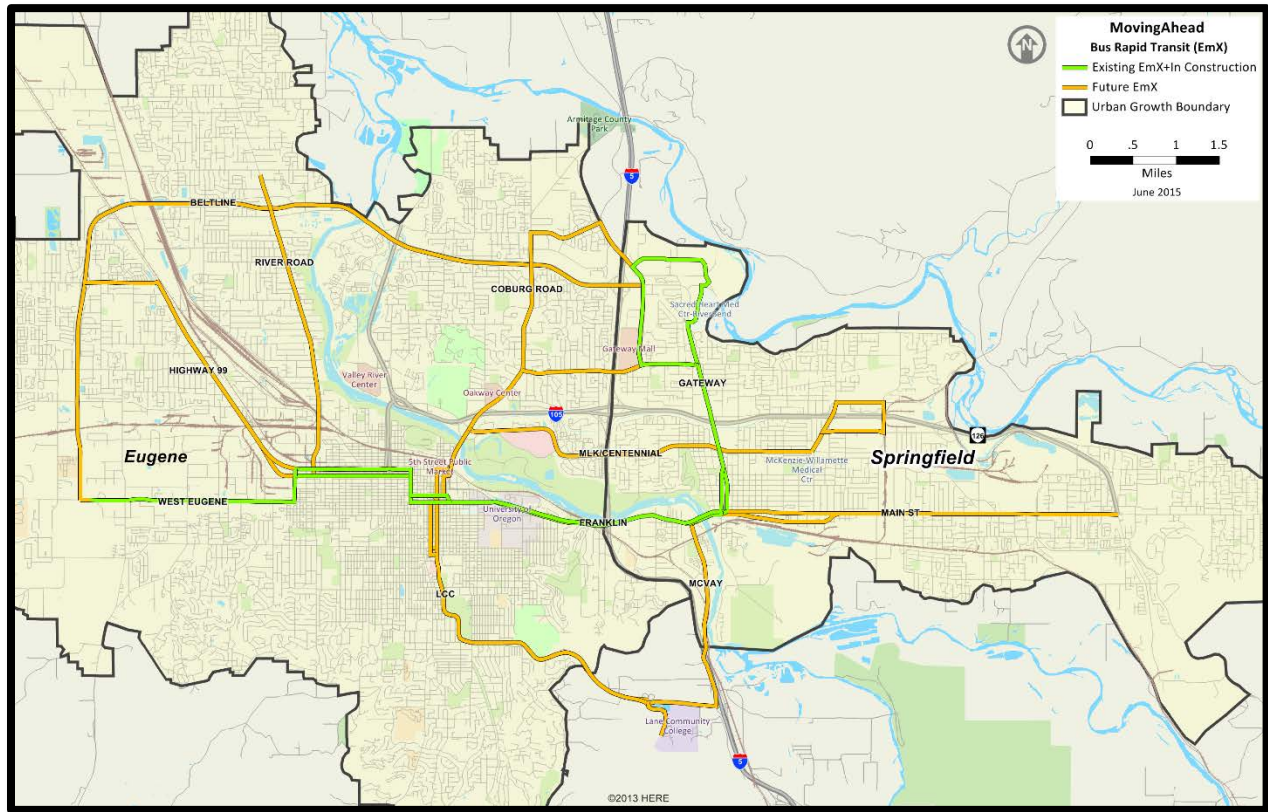 MovingAhead
Bus Rapid Transit (EmX)
Existing EmX+In Construction
Future EmX
Urban Growth Boundary
0 .5 1 1.5
Miles
June 2015
N
Armitage County
Park
5
BELTLINE
RIVER ROAD
COBURG ROAD
Ctr-Riverbend
Gateway Mall
HIGHWAY 99
Valley River
Center
GATEWAY
Oakway Center
105
126
Eugene
5th Street Public
Market
MLK/CENTENNIAL
McKenzie-Willamette
Medical
Ctr
Springfield
WEST EUGENE
University of
Oregon
FRANKLIN
MAIN ST
MCVAY
LCC
Lane Community
College
5
©2013 HERE